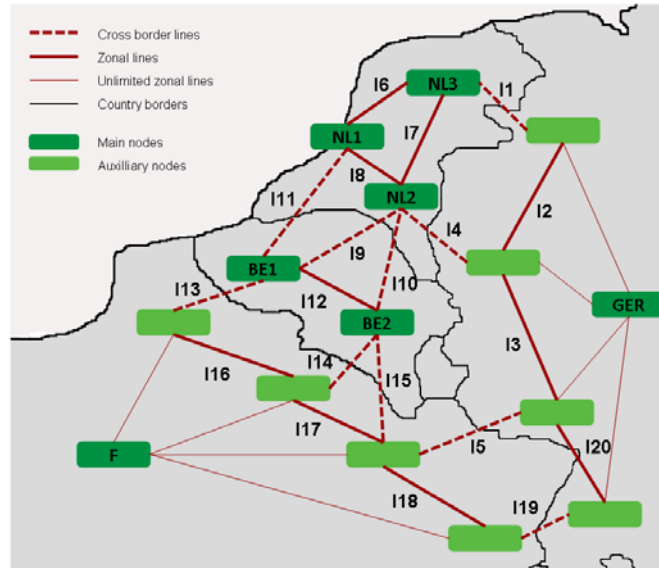 Cross border lines
Zonal lines
Unlimited zonal lines
Country borders
Main nodes
Auxilliary nodes
I6
NL3
I1
NL1
I7
I8
NL2
I11
I2
I4
I9
BE1
I10
I13
I12
GER
BE2
I3
I14
I15
I16
I17
I5
F
I20
I18
I19